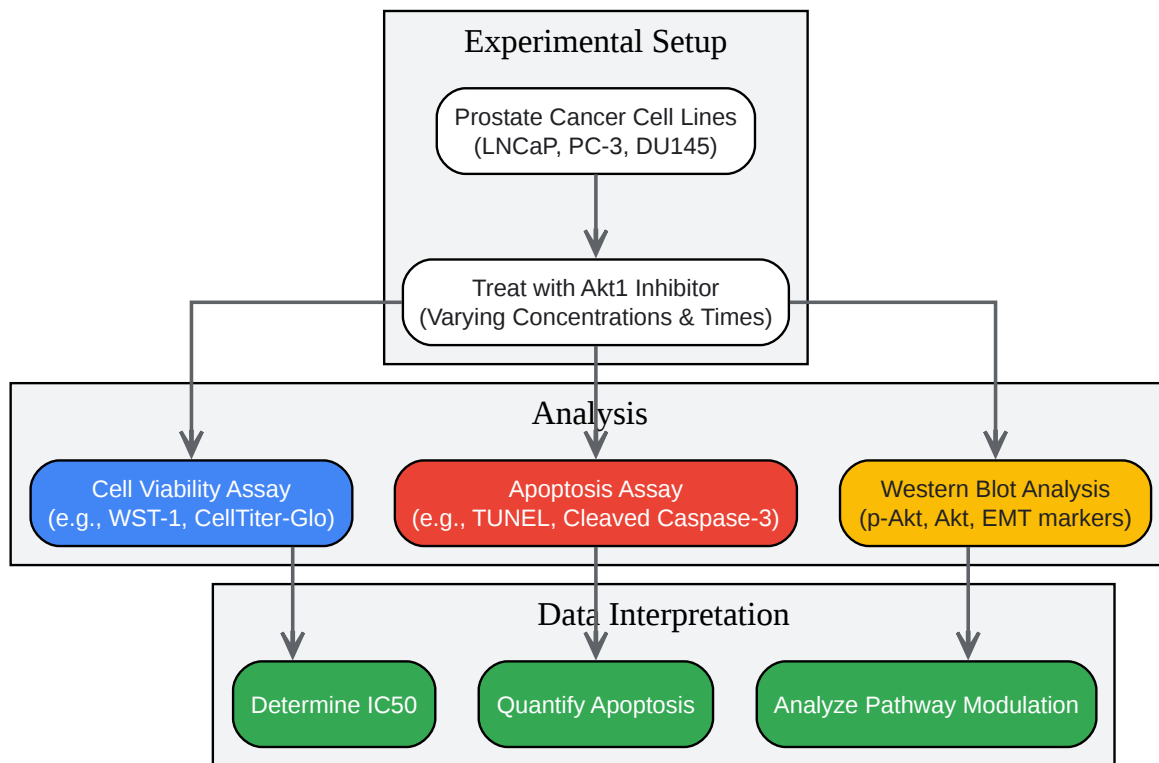 Experimental Setup
Prostate Cancer Cell Lines
(LNCaP, PC-3, DU145)
Treat with Akt1 Inhibitor
(Varying Concentrations & Times)
Analysis
Cell Viability Assay
(e.g., WST-1, CellTiter-Glo)
Apoptosis Assay
(e.g., TUNEL, Cleaved Caspase-3)
Western Blot Analysis
(p-Akt, Akt, EMT markers)
Data Interpretation
Determine IC50
Quantify Apoptosis
Analyze Pathway Modulation